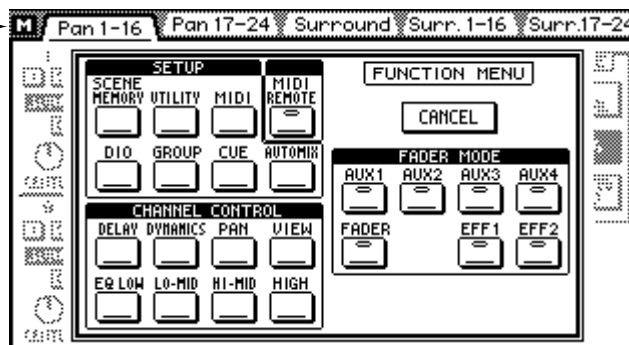 M Pan 1-16 Pan 17-24 Surround Surr. 1-16 Surr.17-24
SETUP
SCENE MEMORY UTILITY MIDI MIDI REMOTE
DIO GROUP CUE AUTOMIX
CHANNEL CONTROL
DELAY DYNAMICS PAN VIEW
EQ LOW LO-MID HI-MID HIGH
FUNCTION MENU
CANCEL
FADER MODE
AUX1 AUX2 AUX3 AUX4
FADER EFF1 EFF2